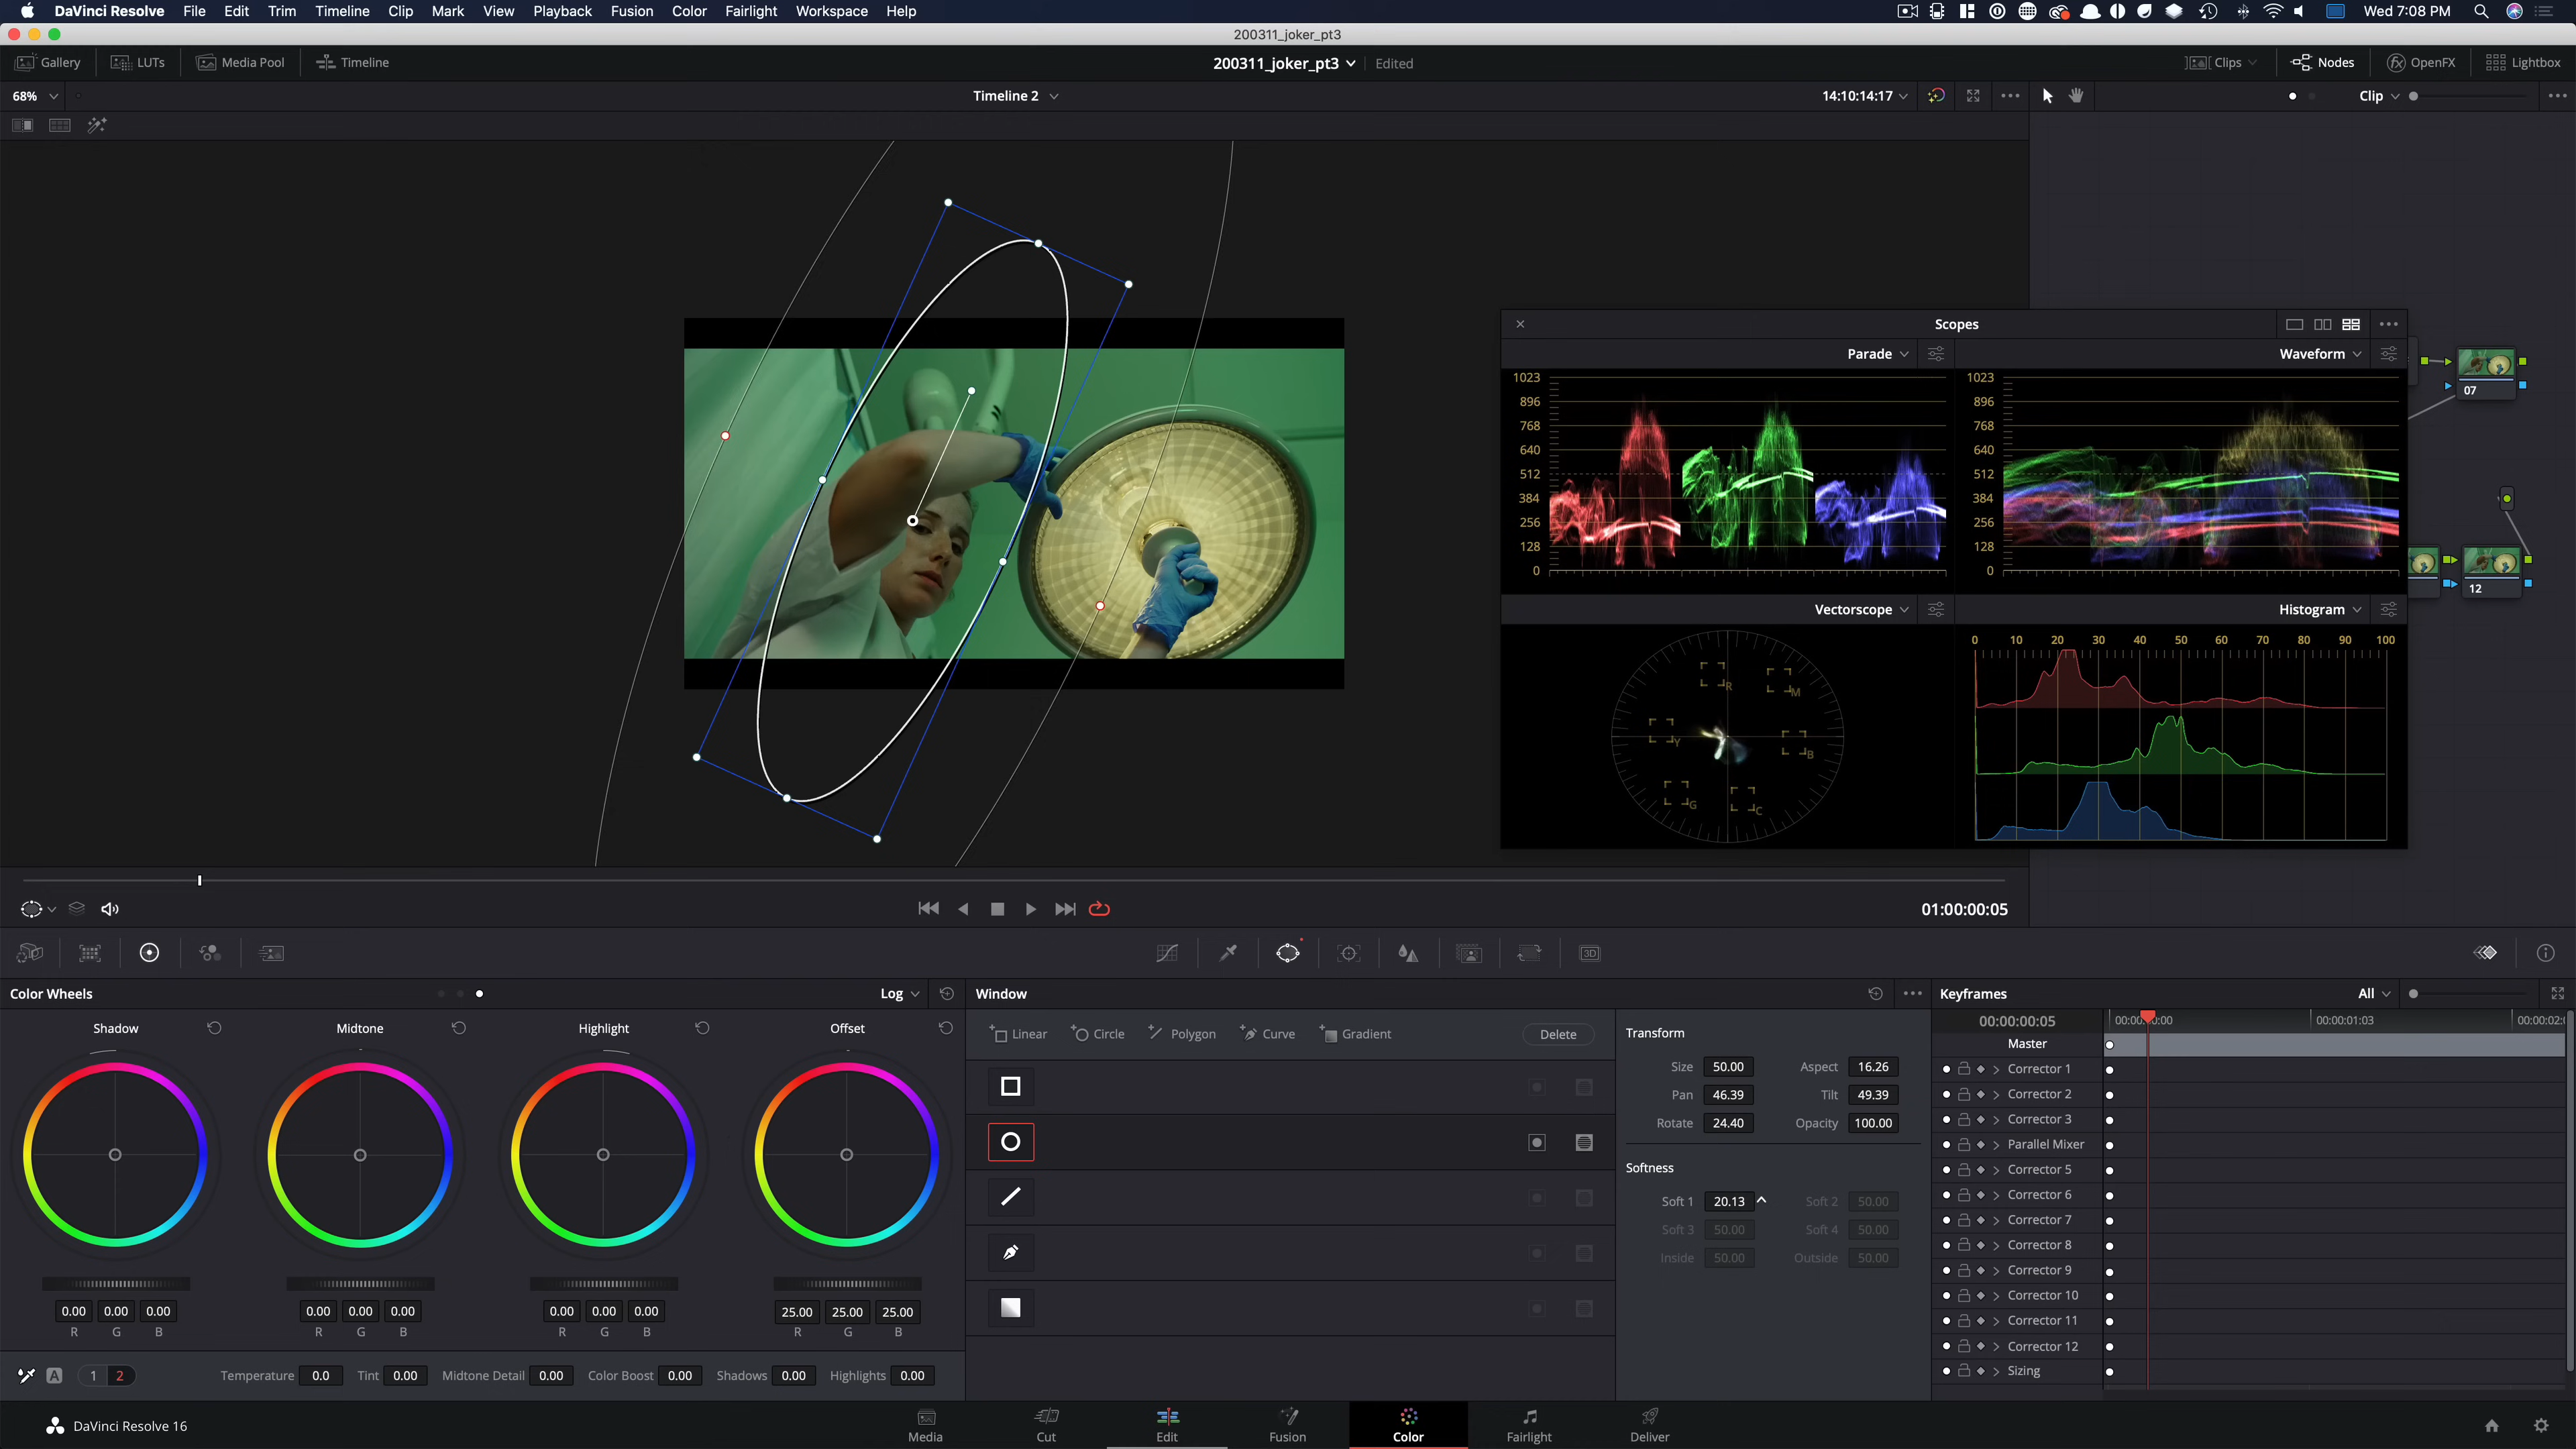 DaVinci Resolve File Edit Trim Timeline Clip Mark View Playback Fusion Color Fairlight Workspace Help Wed 7:08 PM
200311_joker_pt3
Gallery LUTs Media Pool Timeline 200311_joker_pt3 Edited Clips Nodes OpenFX Lightbox
68% Timeline 2 14:10:14:17 Clip
Scopes
Parade Waveform
1023 1023
896 896
768 768
640 640
512 512
384 384
256 256
128 128
0 0
07
12
Vectorscope Histogram
0 10 20 30 40 50 60 70 80 90 100
R M
Y B
G C
01:00:00:05
3D
Color Wheels Log Window Keyframes All
Shadow Midtone Highlight Offset
Linear Circle Polygon Curve Gradient Delete
Transform
Size 50.00 Aspect 16.26
Pan 46.39 Tilt 49.39
Rotate 24.40 Opacity 100.00
Softness
Soft 1 20.13 Soft 2 50.00
Soft 3 50.00 Soft 4 50.00
Inside 50.00 Outside 50.00
00:00:00:05 00:00:01:03
Master
Corrector 1
Corrector 2
Corrector 3
Parallel Mixer
Corrector 5
Corrector 6
Corrector 7
Corrector 8
Corrector 9
Corrector 10
Corrector 11
Corrector 12
Sizing
0.00 0.00 0.00 0.00 0.00 0.00 0.00 0.00 0.00 25.00 25.00 25.00
R G B R G B R G B R G B
A 1 2 Temperature 0.0 Tint 0.00 Midtone Detail 0.00 Color Boost 0.00 Shadows 0.00 Highlights 0.00
DaVinci Resolve 16
Media Cut Edit Fusion Color Fairlight Deliver